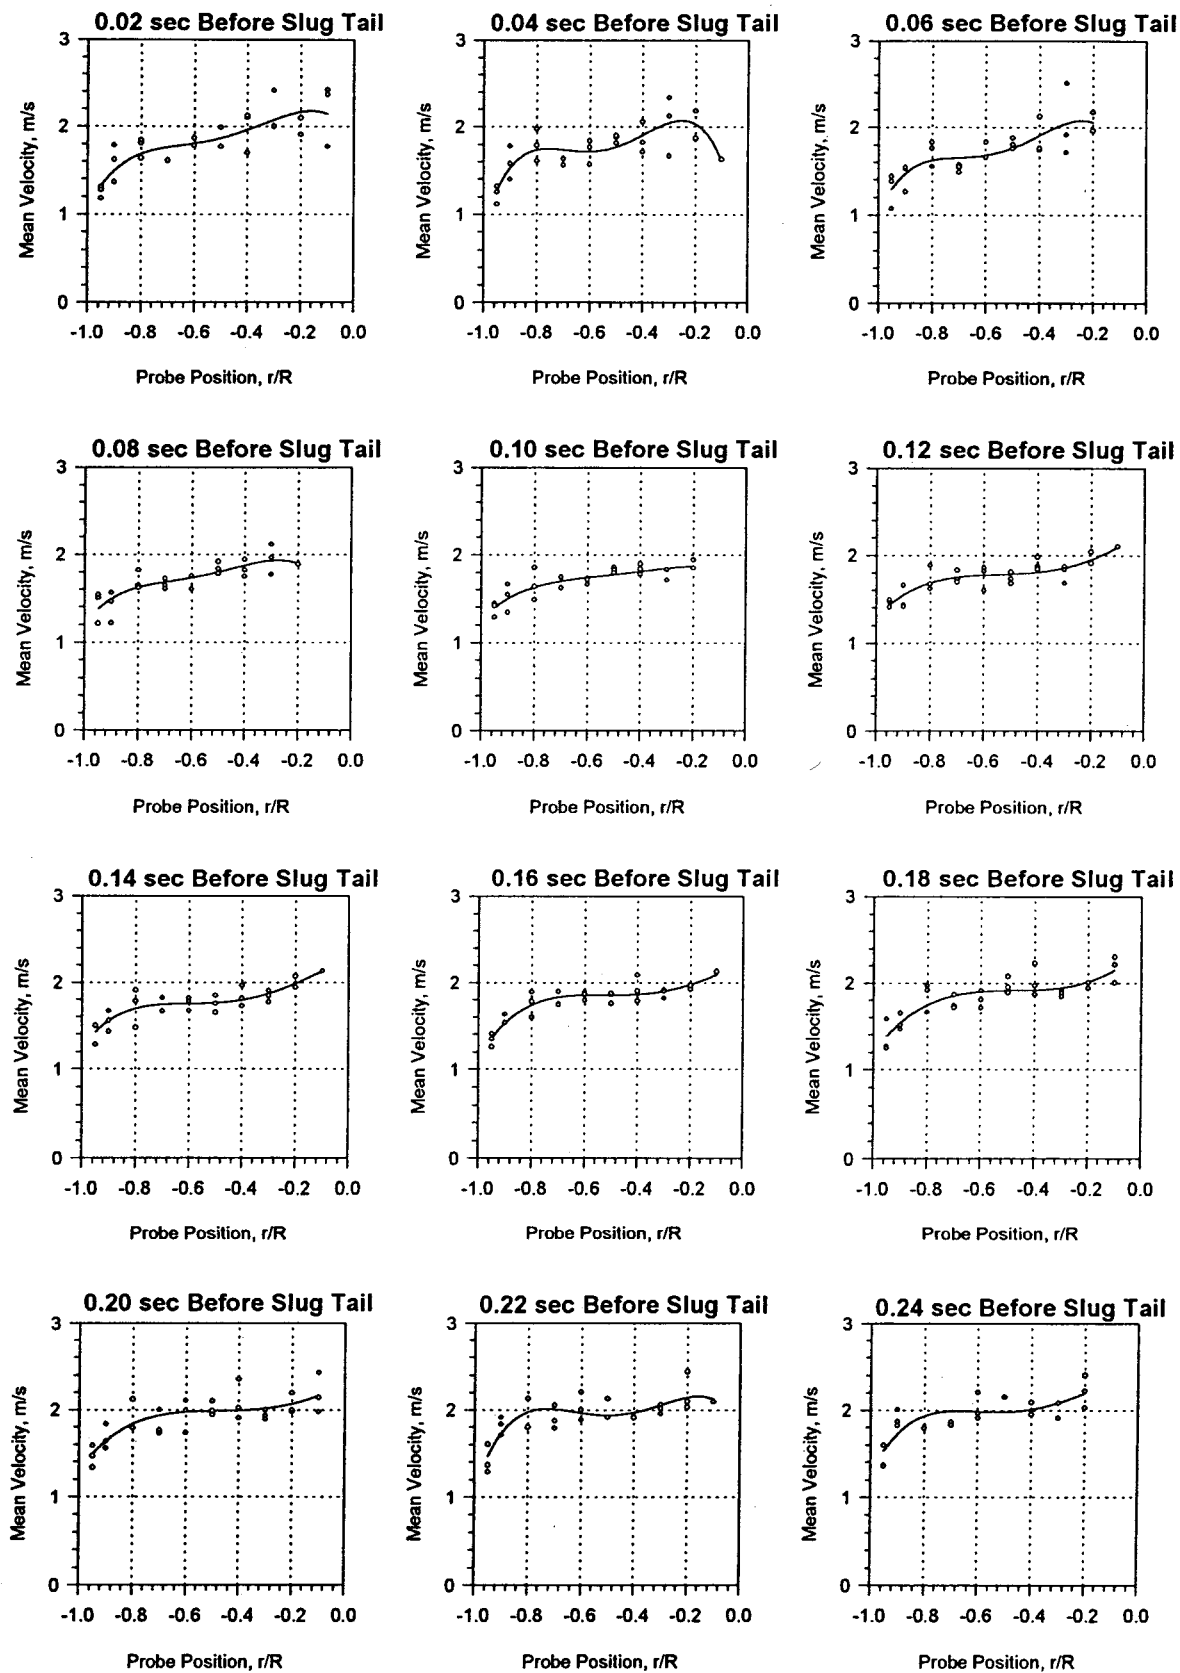 0.02 sec Before Slug Tail
Mean Velocity, m/s
3
2
1
0
-1.0 -0.8 -0.6 -0.4 -0.2 0.0
Probe Position, r/R
0.04 sec Before Slug Tail
Mean Velocity, m/s
3
2
1
0
-1.0 -0.8 -0.6 -0.4 -0.2 0.0
Probe Position, r/R
0.06 sec Before Slug Tail
Mean Velocity, m/s
3
2
1
0
-1.0 -0.8 -0.6 -0.4 -0.2 0.0
Probe Position, r/R
0.08 sec Before Slug Tail
Mean Velocity, m/s
3
2
1
0
-1.0 -0.8 -0.6 -0.4 -0.2 0.0
Probe Position, r/R
0.10 sec Before Slug Tail
Mean Velocity, m/s
3
2
1
0
-1.0 -0.8 -0.6 -0.4 -0.2 0.0
Probe Position, r/R
0.12 sec Before Slug Tail
Mean Velocity, m/s
3
2
1
0
-1.0 -0.8 -0.6 -0.4 -0.2 0.0
Probe Position, r/R
0.14 sec Before Slug Tail
Mean Velocity, m/s
3
2
1
0
-1.0 -0.8 -0.6 -0.4 -0.2 0.0
Probe Position, r/R
0.16 sec Before Slug Tail
Mean Velocity, m/s
3
2
1
0
-1.0 -0.8 -0.6 -0.4 -0.2 0.0
Probe Position, r/R
0.18 sec Before Slug Tail
Mean Velocity, m/s
3
2
1
0
-1.0 -0.8 -0.6 -0.4 -0.2 0.0
Probe Position, r/R
0.20 sec Before Slug Tail
Mean Velocity, m/s
3
2
1
0
-1.0 -0.8 -0.6 -0.4 -0.2 0.0
Probe Position, r/R
0.22 sec Before Slug Tail
Mean Velocity, m/s
3
2
1
0
-1.0 -0.8 -0.6 -0.4 -0.2 0.0
Probe Position, r/R
0.24 sec Before Slug Tail
Mean Velocity, m/s
3
2
1
0
-1.0 -0.8 -0.6 -0.4 -0.2 0.0
Probe Position, r/R